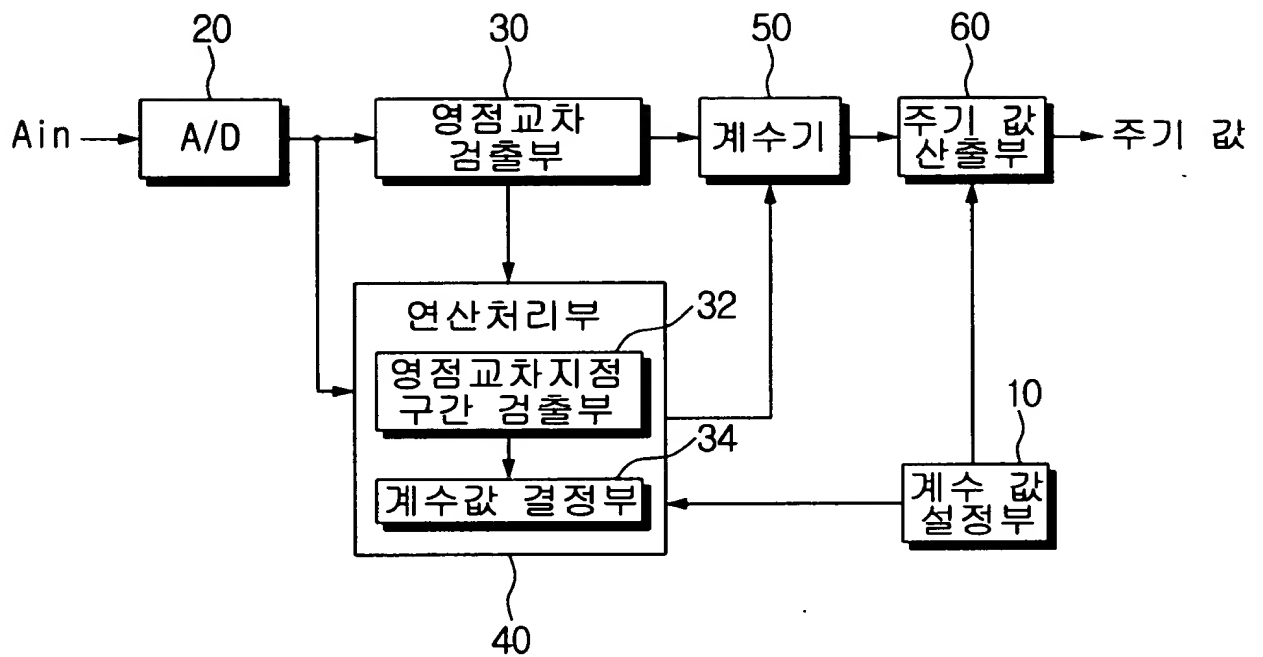 20
30
50
60
Ain
A/D
영점교차
검출부
계수기
주기 값
산출부
주기 값
연산처리부
32
영점교차지점
구간 검출부
34
계수값 결정부
10
계수 값
설정부
40